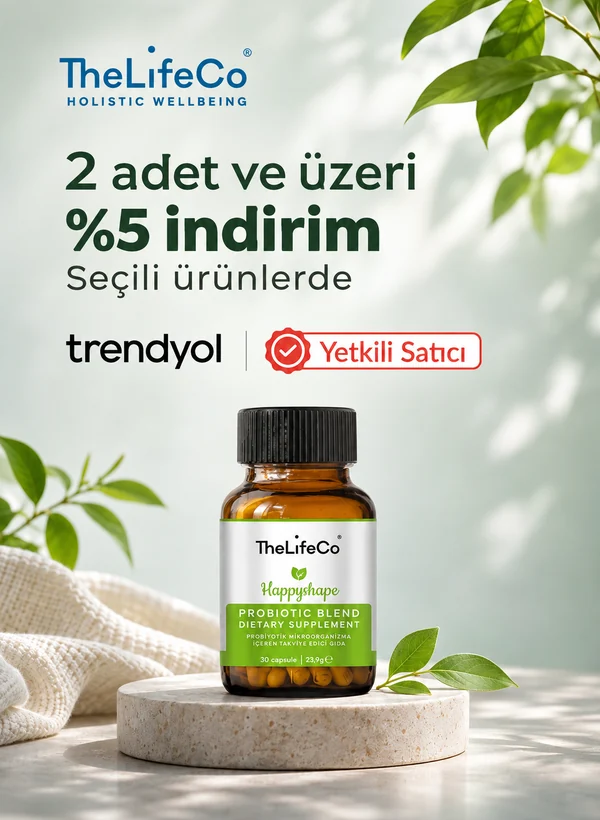 TheLifeCo®
HOLISTIC WELLBEING
2 adet ve üzeri
%5 indirim
Seçili ürünlerde
trendyol | Yetkili Satıcı
TheLifeCo®
Happyshape
PROBIOTIC BLEND
DIETARY SUPPLEMENT
PROBİYOTİK MİKROORGANİZMA
İÇEREN TAKVİYE EDİCİ GIDA
30 capsule | 23,9g ℮